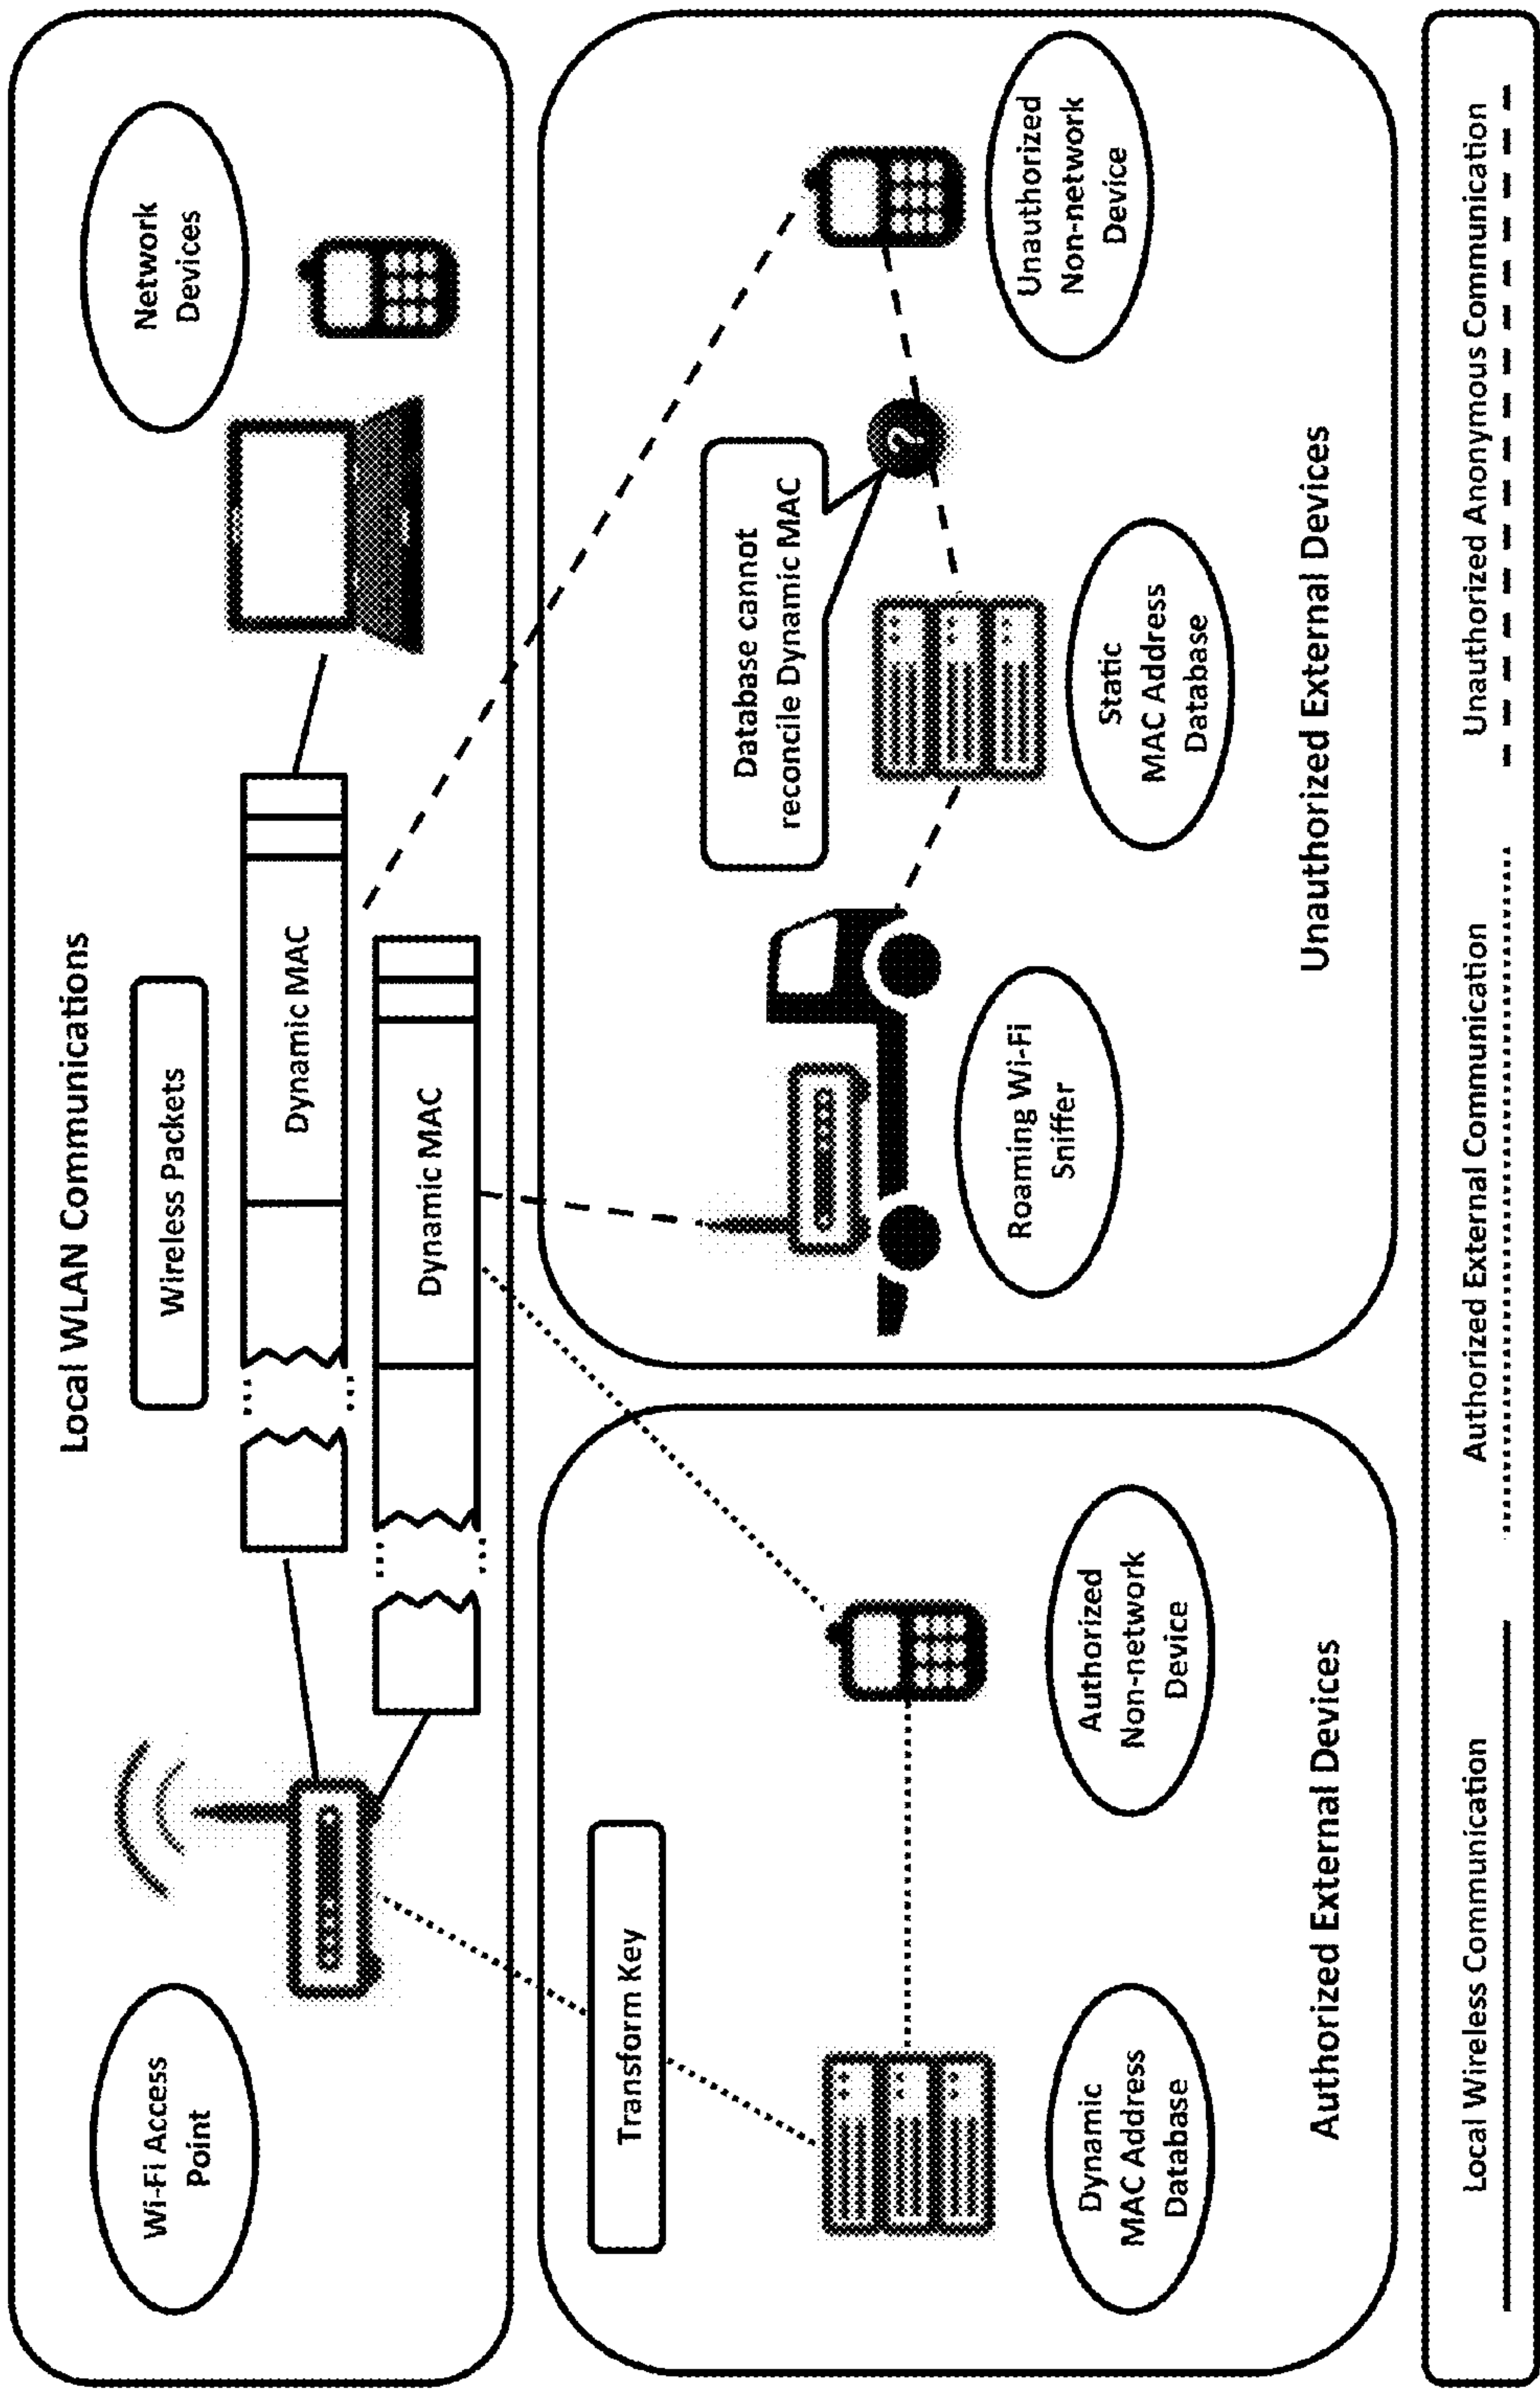 Local WLAN Communications
Wi-Fi Access
Point
Wireless Packets
Network
Devices
Dynamic MAC
Dynamic MAC
Transform Key
Dynamic
MAC Address
Database
Authorized
Non-network
Device
Authorized External Devices
Database cannot
reconcile Dynamic MAC
?
Roaming Wi-Fi
Sniffer
Static
MAC Address
Database
Unauthorized
Non-network
Device
Unauthorized External Devices
Local Wireless Communication
Authorized External Communication
Unauthorized Anonymous Communication